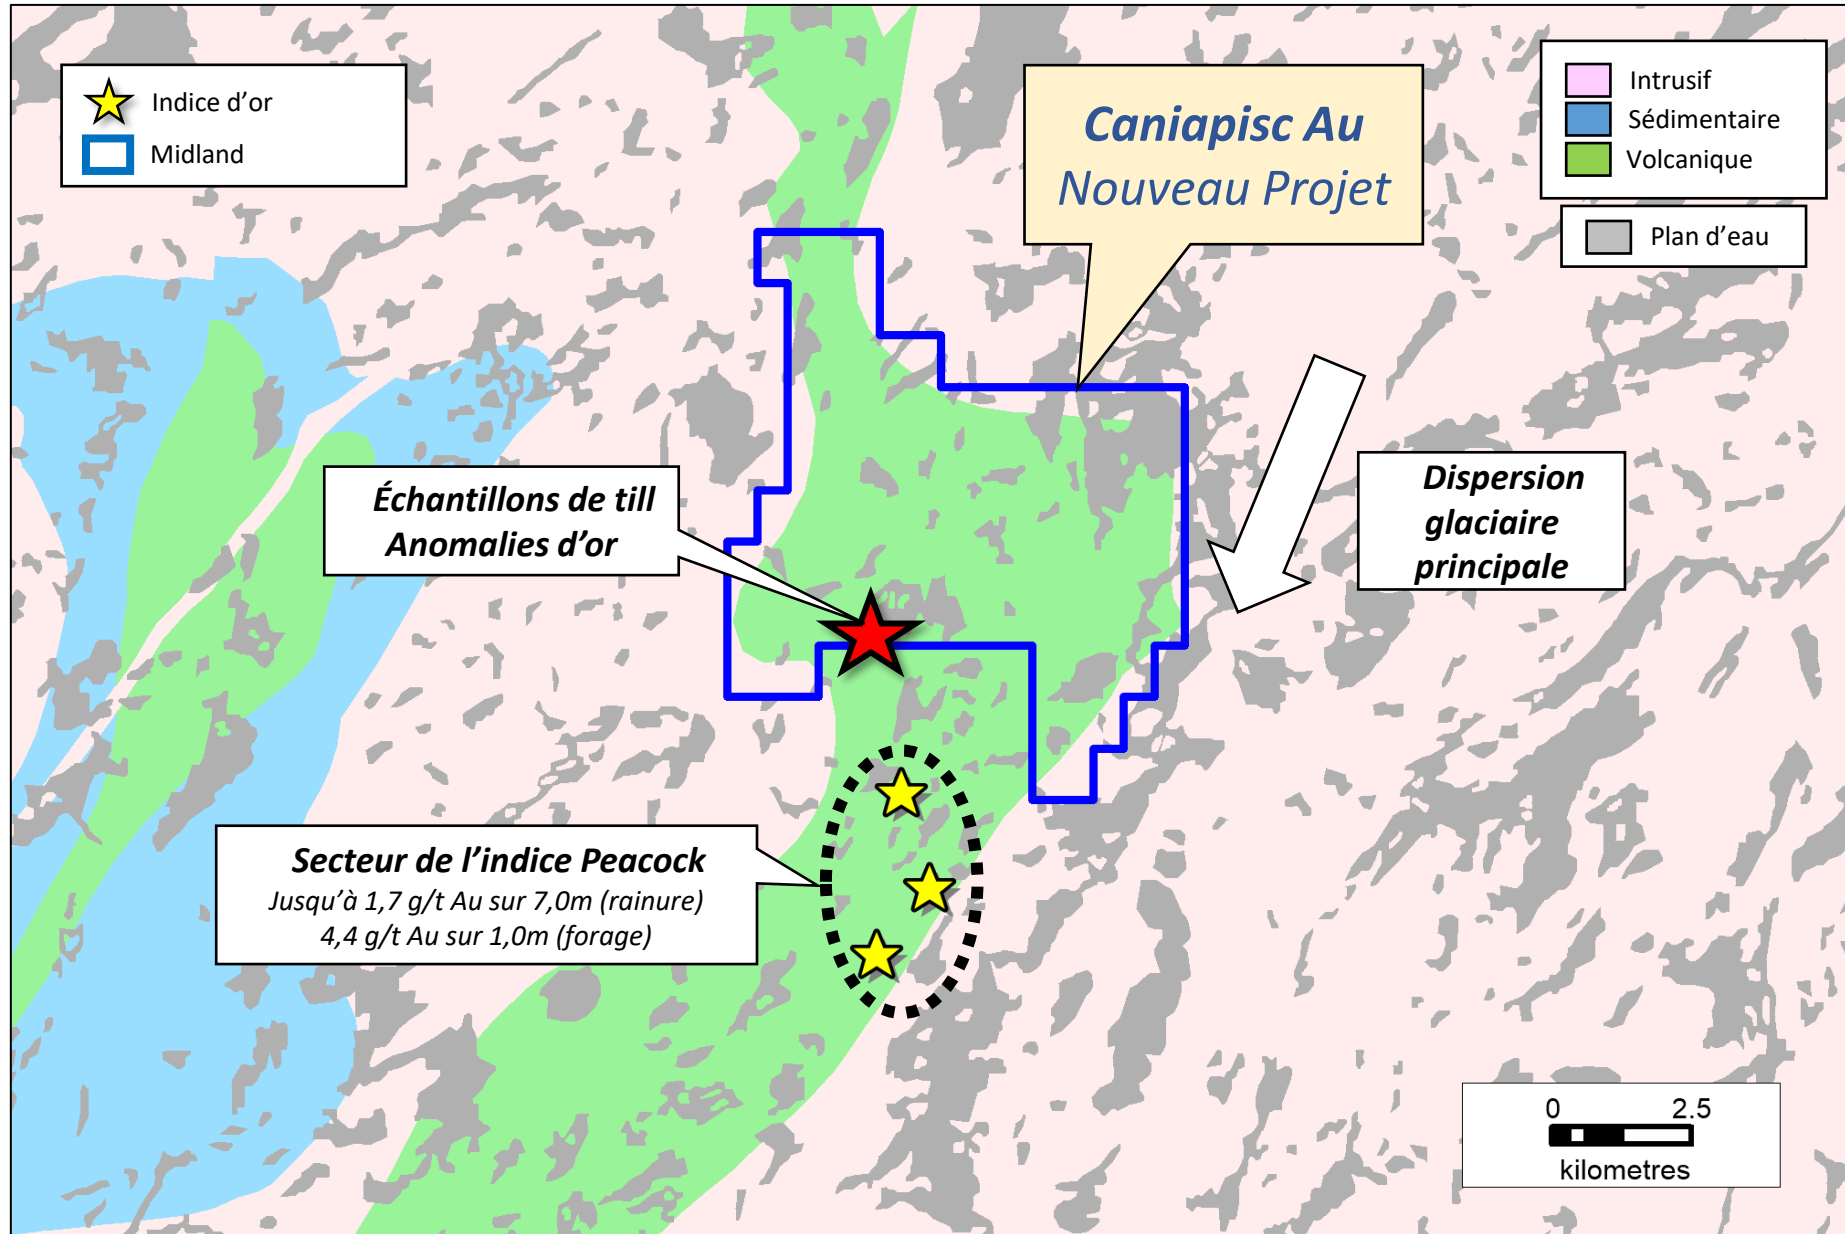 Indice d’or
Midland
Caniapisc Au
Nouveau Projet
Intrusif
Sédimentaire
Volcanique
Plan d’eau
Échantillons de till
Anomalies d’or
Dispersion
glaciaire
principale
Secteur de l’indice Peacock
Jusqu’à 1,7 g/t Au sur 7,0m (rainure)
4,4 g/t Au sur 1,0m (forage)
0 2.5
kilometres